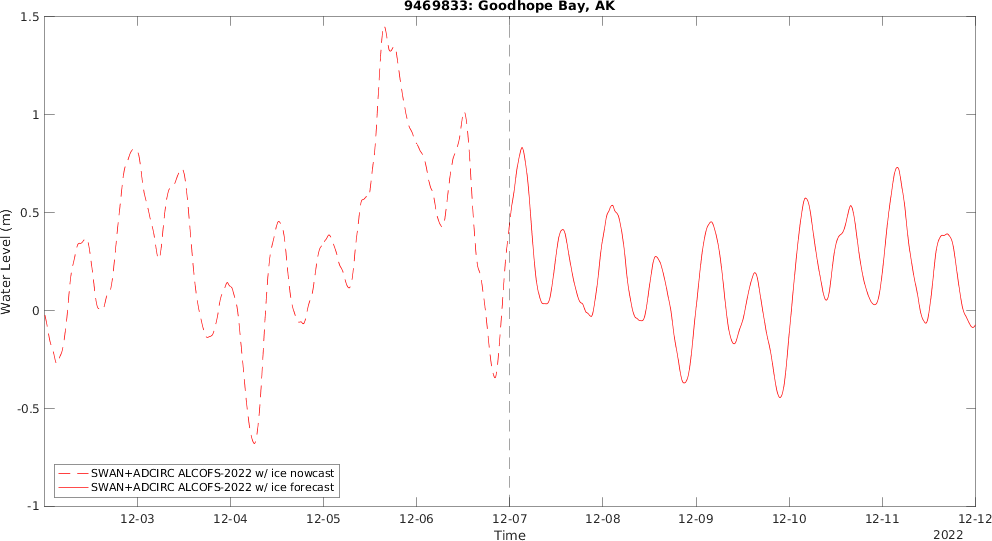 9469833: Goodhope Bay, AK
1.5
1
0.5
0
-0.5
-1
Water Level (m)
SWAN+ADCIRC ALCOFS-2022 w/ ice nowcast
SWAN+ADCIRC ALCOFS-2022 w/ ice forecast
12-03 12-04 12-05 12-06 12-07 12-08 12-09 12-10 12-11 12-12
Time
2022